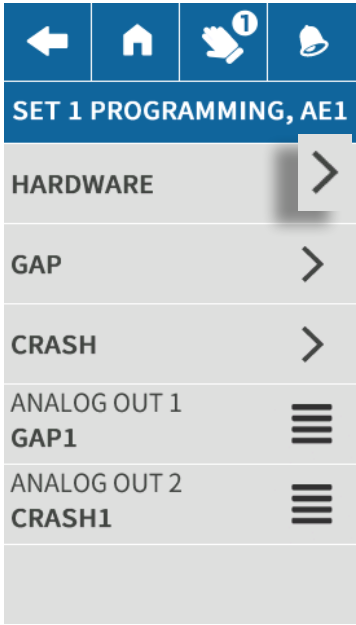 1
SET 1 PROGRAMMING, AE1
HARDWARE
GAP
CRASH
ANALOG OUT 1
GAP1
ANALOG OUT 2
CRASH1